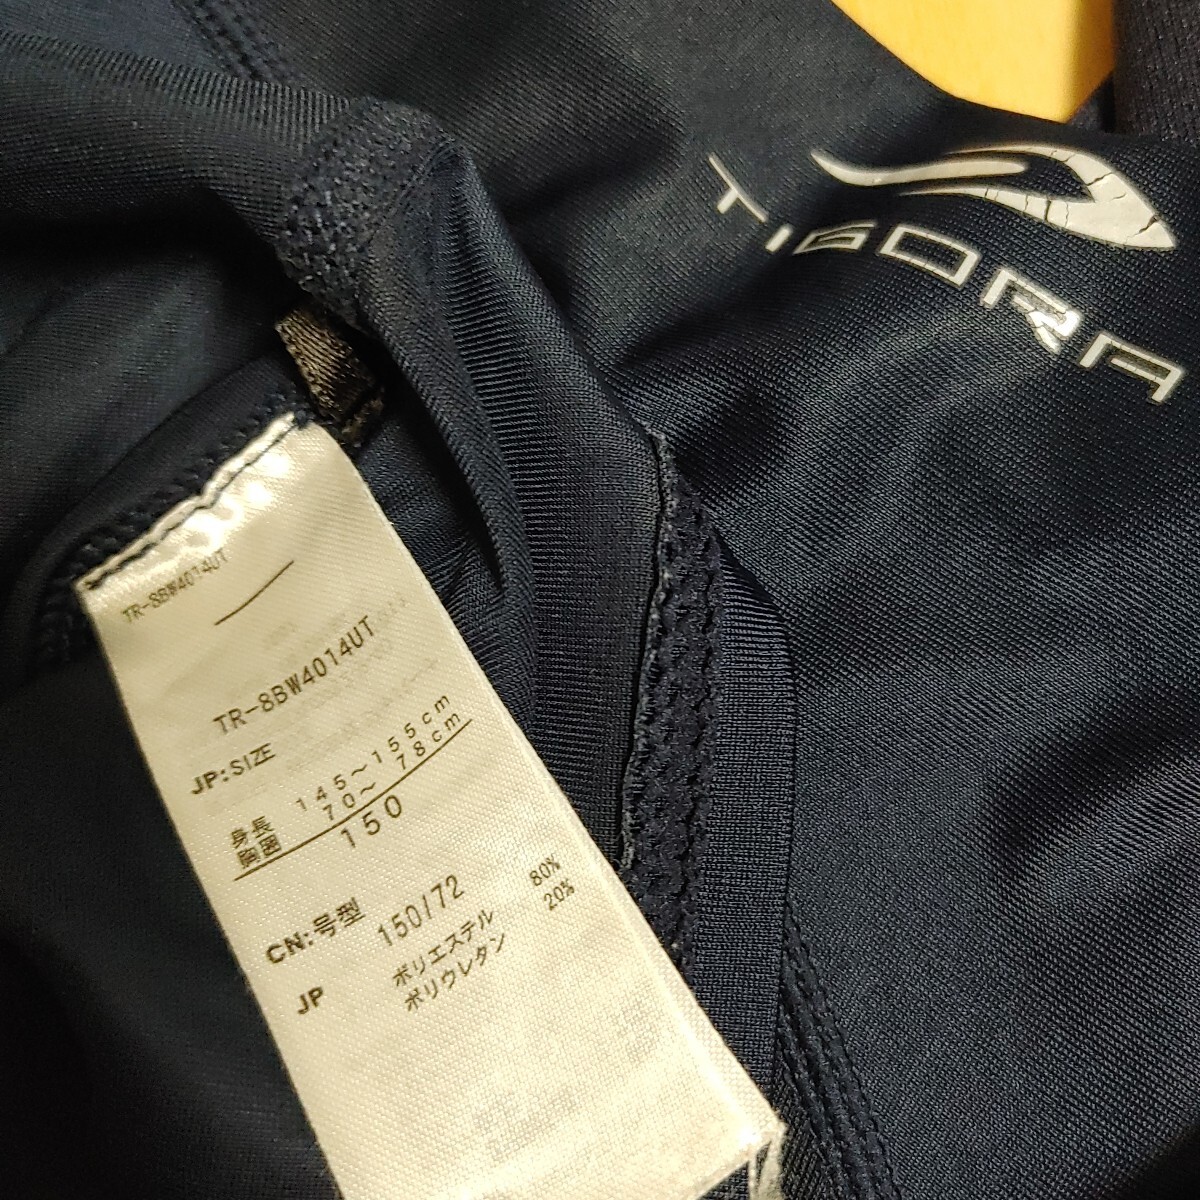 TIGORA
TR-8BW4014UT
TR-8BW4014UT
JP:SIZE
身長 145～155cm
胸囲 70～ 78cm
150
CN:号型 150/72
JP ポリエステル 80%
ポリウレタン 20%